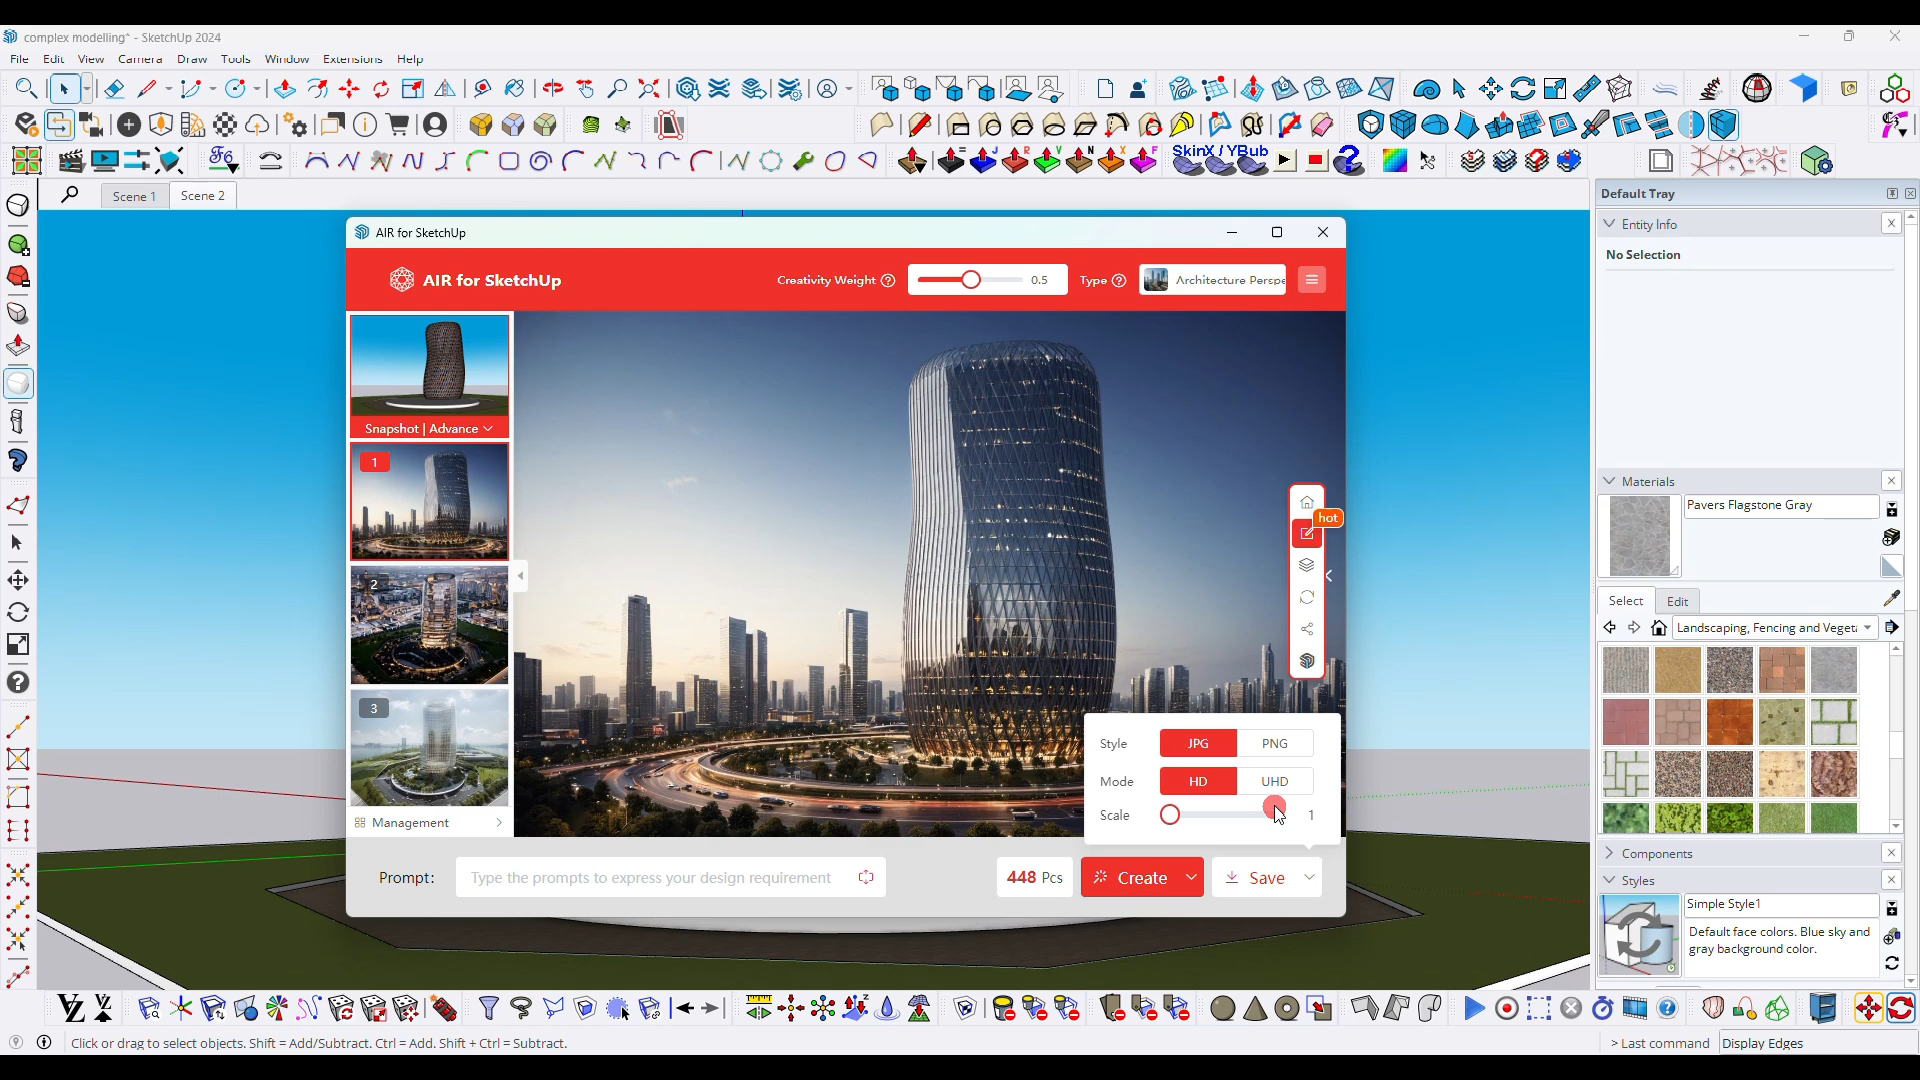 complex modelling* - SketchUp 2024
File Edit View Camera Draw Tools Window Extensions Help
F6
= J R V N X F
SkinX / YBub
Scene 1 Scene 2
Default Tray
Entity Info
No Selection
AIR for SketchUp
AIR for SketchUp
Creativity Weight ? 0.5 Type ? Architecture Perspe
Snapshot | Advance
1
2
3
Management
hot
Style JPG PNG
Mode HD UHD
Scale 1
Prompt: Type the prompts to express your design requirement 448 Pcs Create Save
Materials
Pavers Flagstone Gray
Select Edit
Landscaping, Fencing and Veget
Components
Styles
Simple Style1
Default face colors. Blue sky and
gray background color.
Click or drag to select objects. Shift = Add/Subtract. Ctrl = Add. Shift + Ctrl = Subtract.
> Last command Display Edges